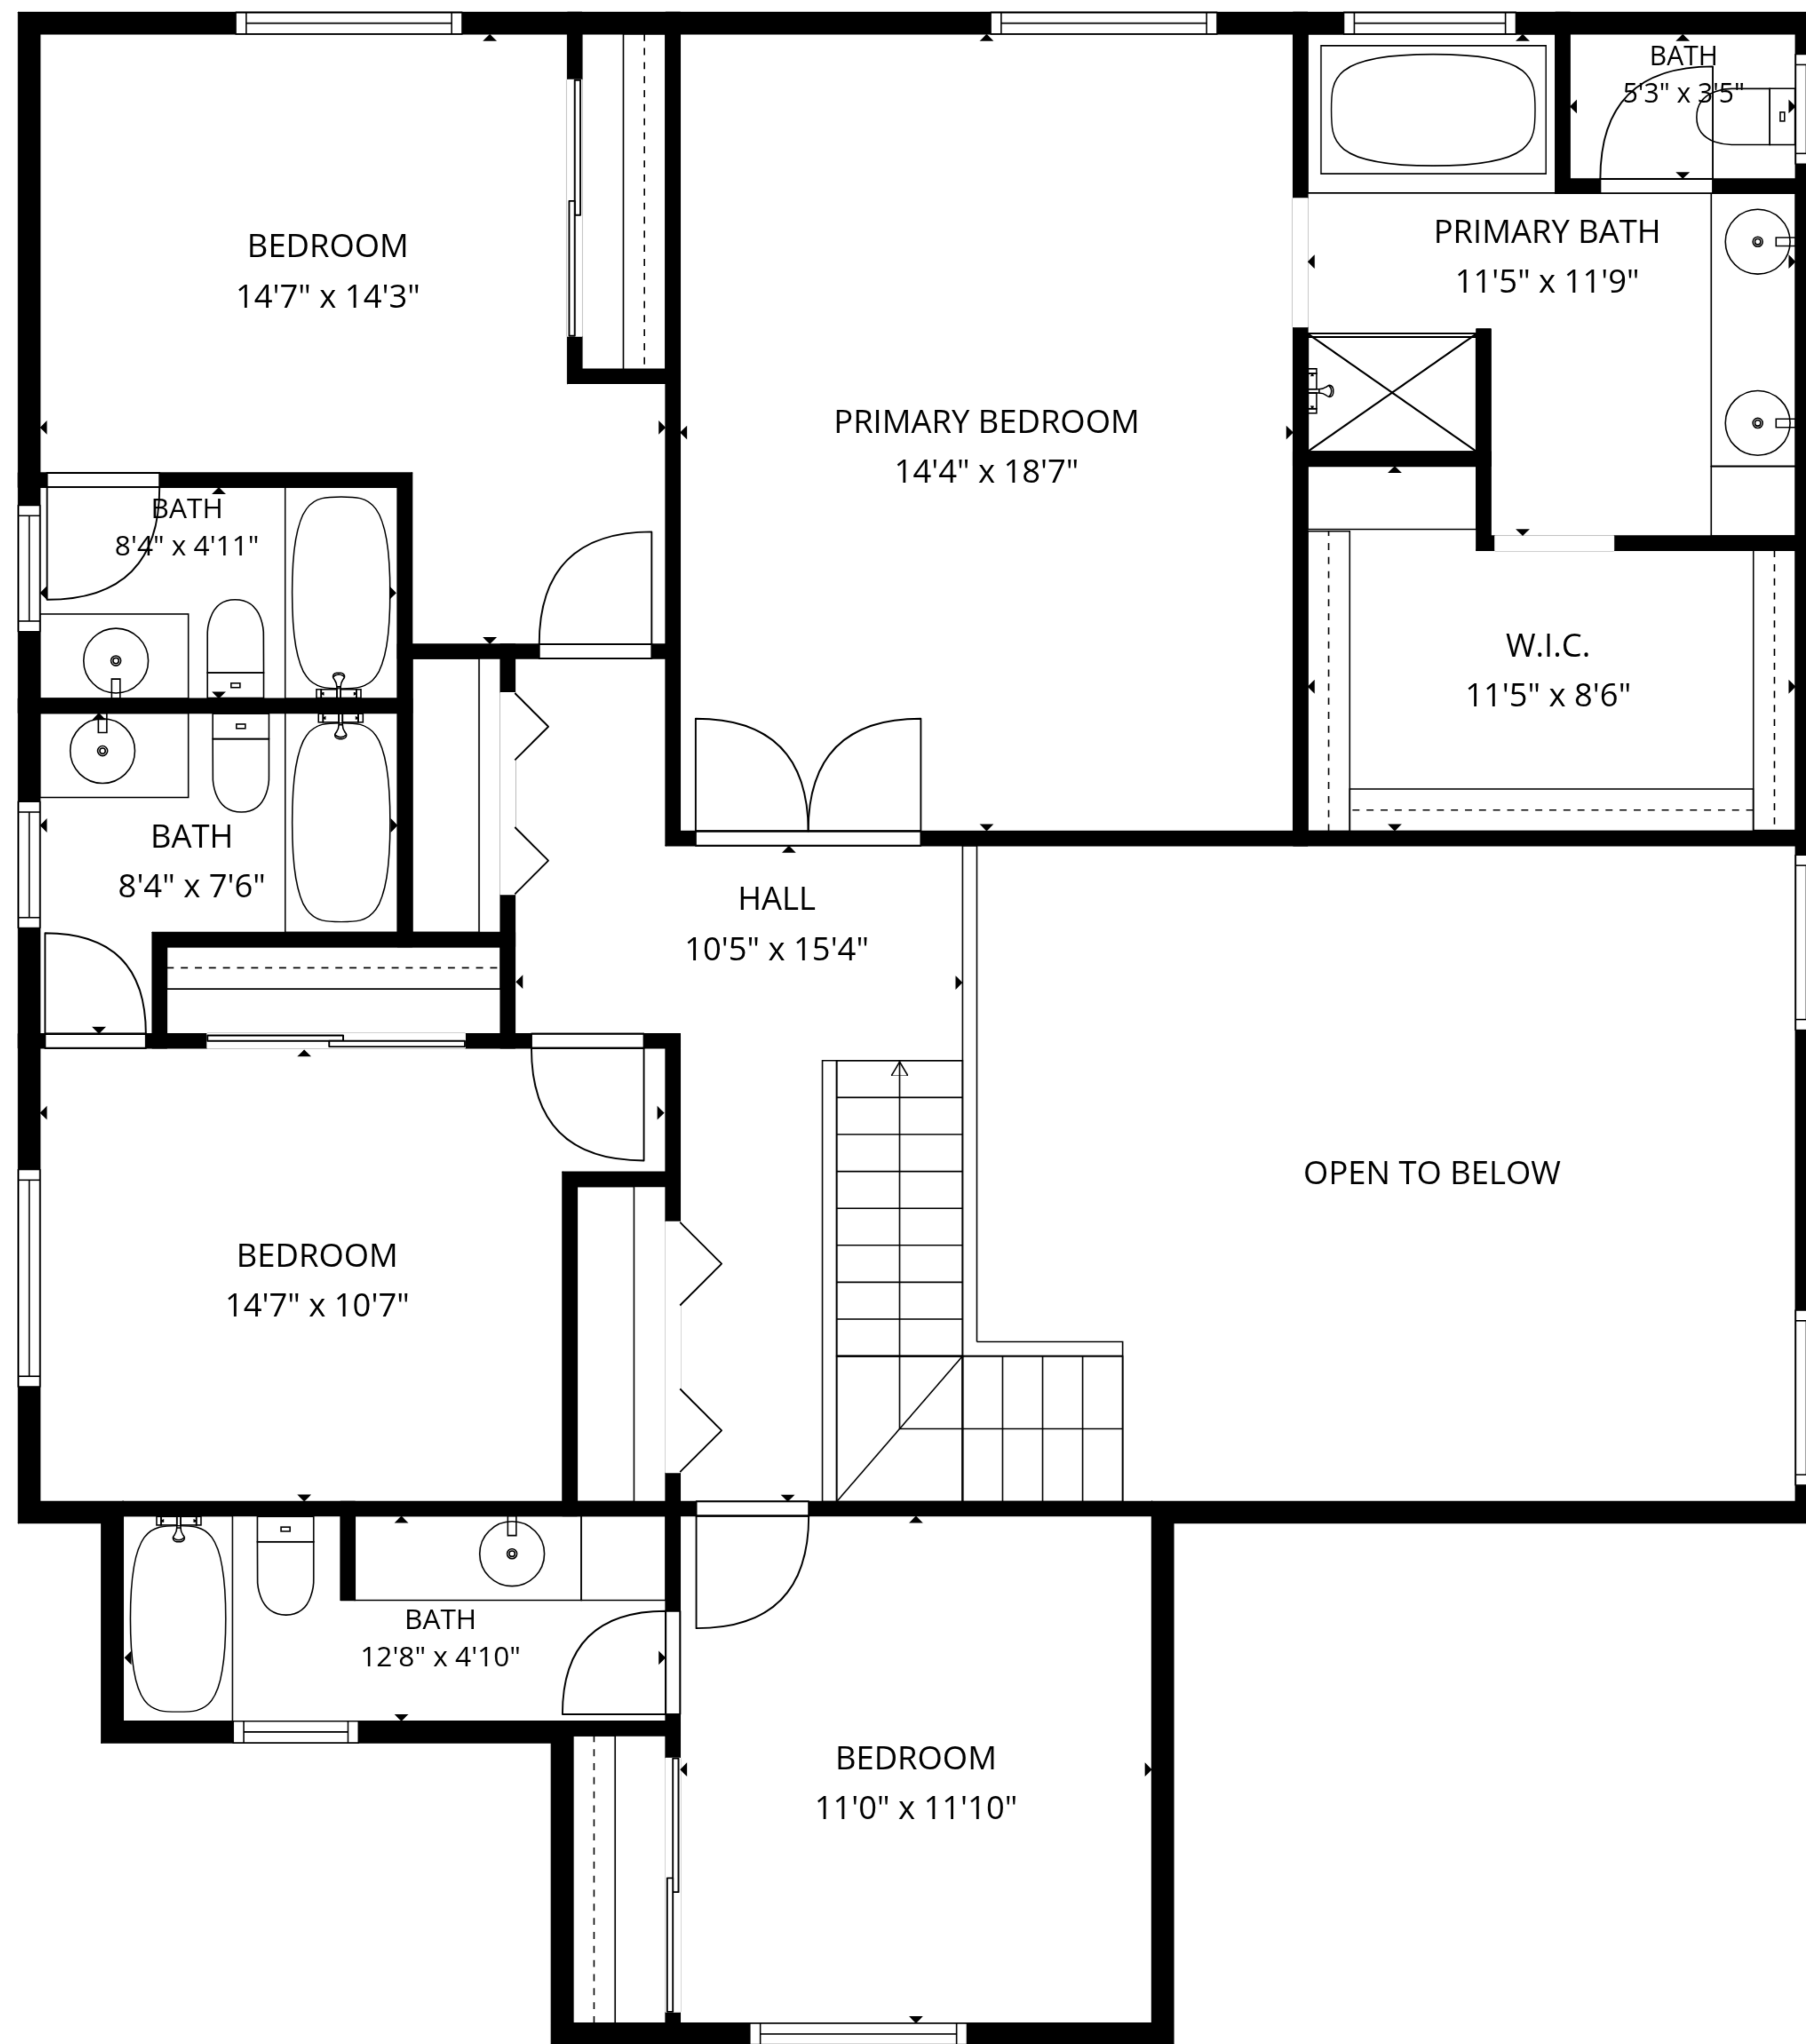 BATH
5'3" x 3'5"
PRIMARY BATH
11'5" x 11'9"
BEDROOM
14'7" x 14'3"
PRIMARY BEDROOM
14'4" x 18'7"
BATH
8'4" x 4'11"
W.I.C.
11'5" x 8'6"
BATH
8'4" x 7'6"
HALL
10'5" x 15'4"
OPEN TO BELOW
BEDROOM
14'7" x 10'7"
BATH
12'8" x 4'10"
BEDROOM
11'0" x 11'10"